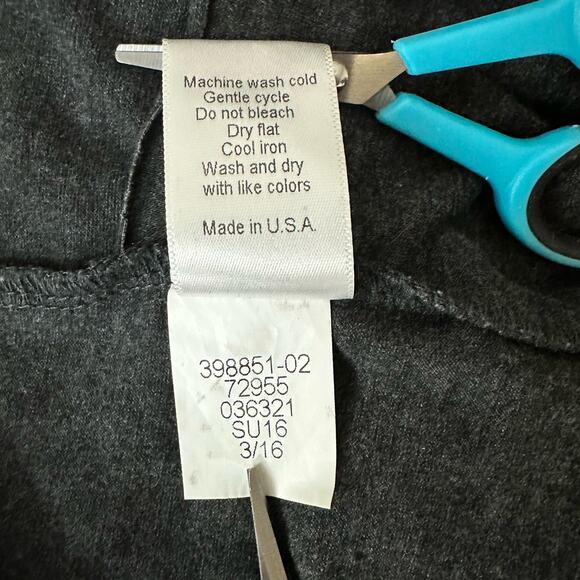 Machine wash cold
Gentle cycle
Do not bleach
Dry flat
Cool iron
Wash and dry
with like colors
Made in U.S.A.
398851-02
72955
036321
SU16
3/16